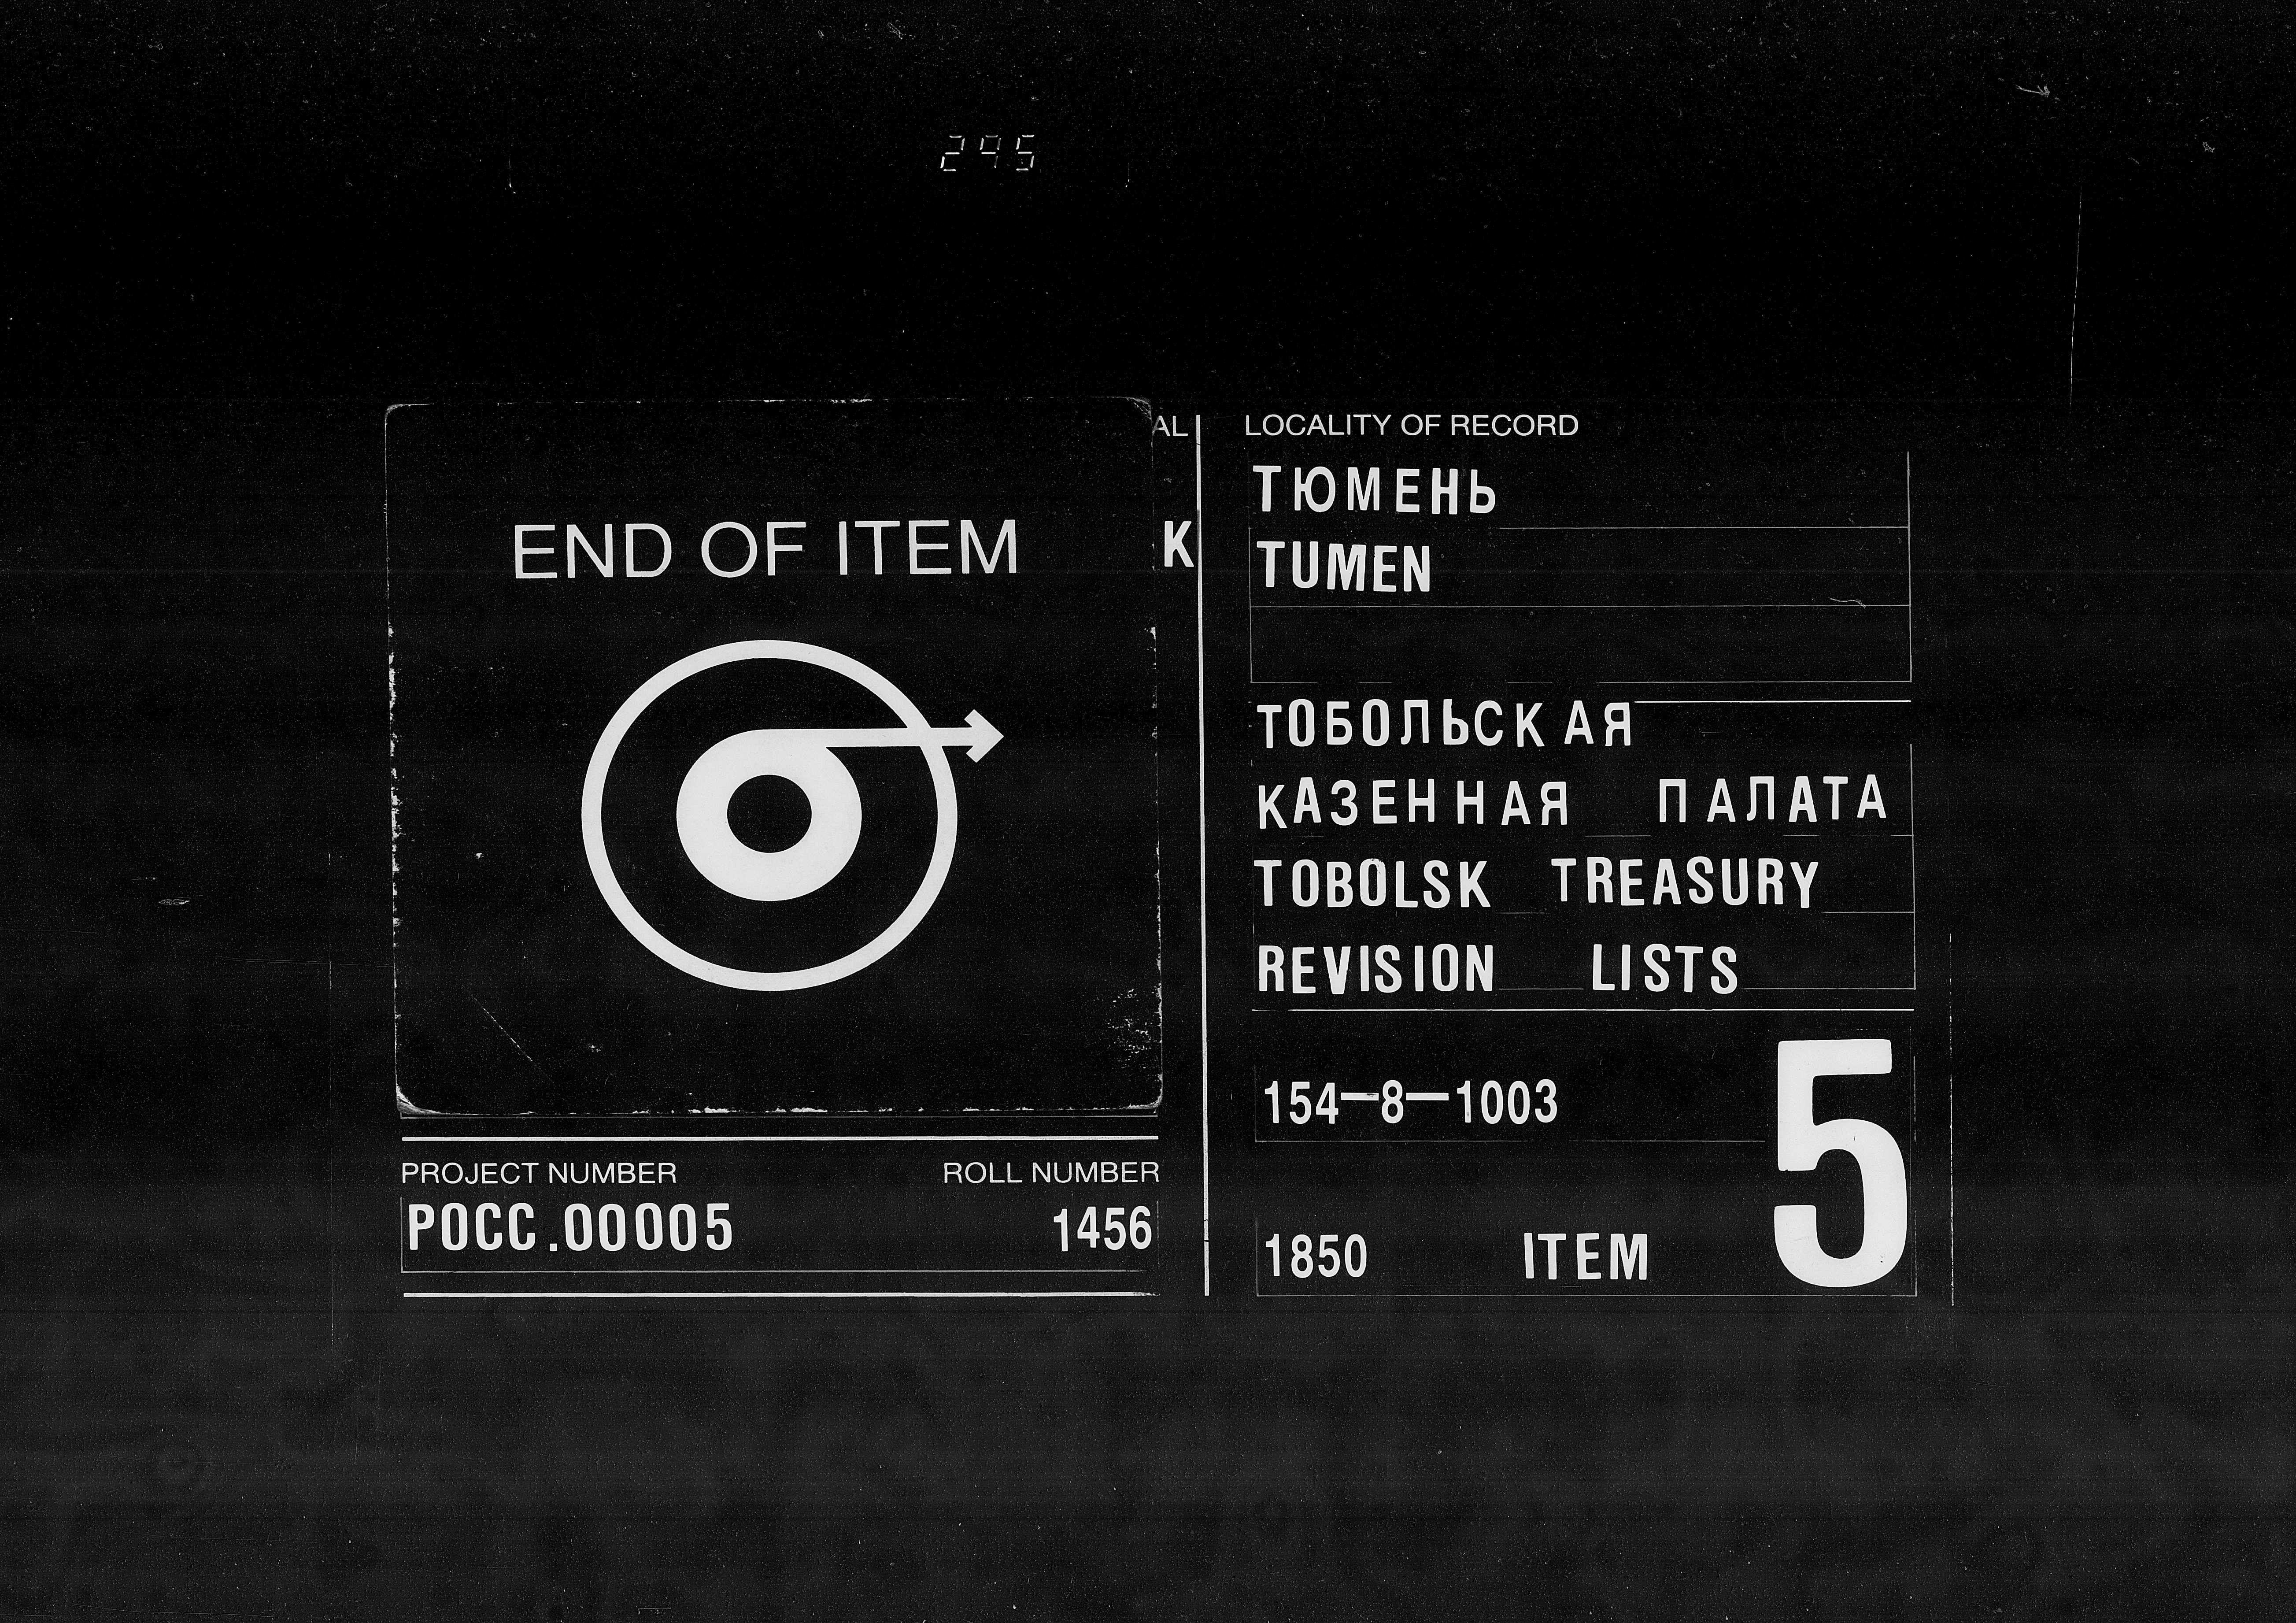 295
END OF ITEM
AL
K
PROJECT NUMBER ROLL NUMBER
РОСС.00005 1456
LOCALITY OF RECORD
ТЮМЕНЬ
TUMEN
ТОБОЛЬСКАЯ
КАЗЕННАЯ ПАЛАТА
TOBOLSK TREASURY
REVISION LISTS
154—8—1003
1850 ITEM 5